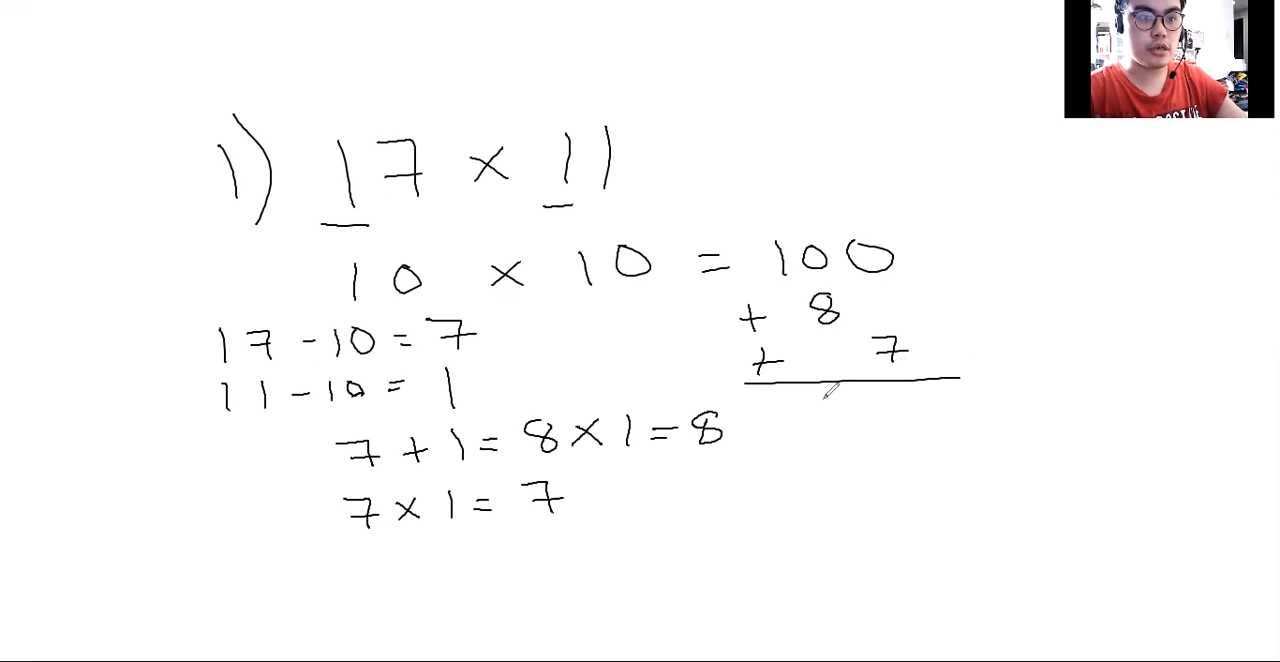 1) 17 × 11
10 × 10 = 100
+ 8
17 - 10 = 7
+ 7
11 - 10 = 1
7 + 1 = 8 × 1 = 8
7 × 1 = 7